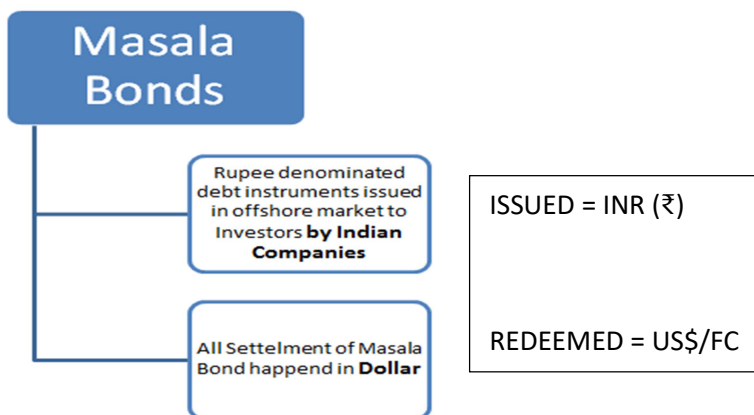 Masala
Bonds
Rupee denominated
debt instruments issued
in offshore market to
Investors by Indian
Companies
ISSUED = INR (₹)
All Settelment of Masala
Bond happend in Dollar
REDEEMED = US$/FC